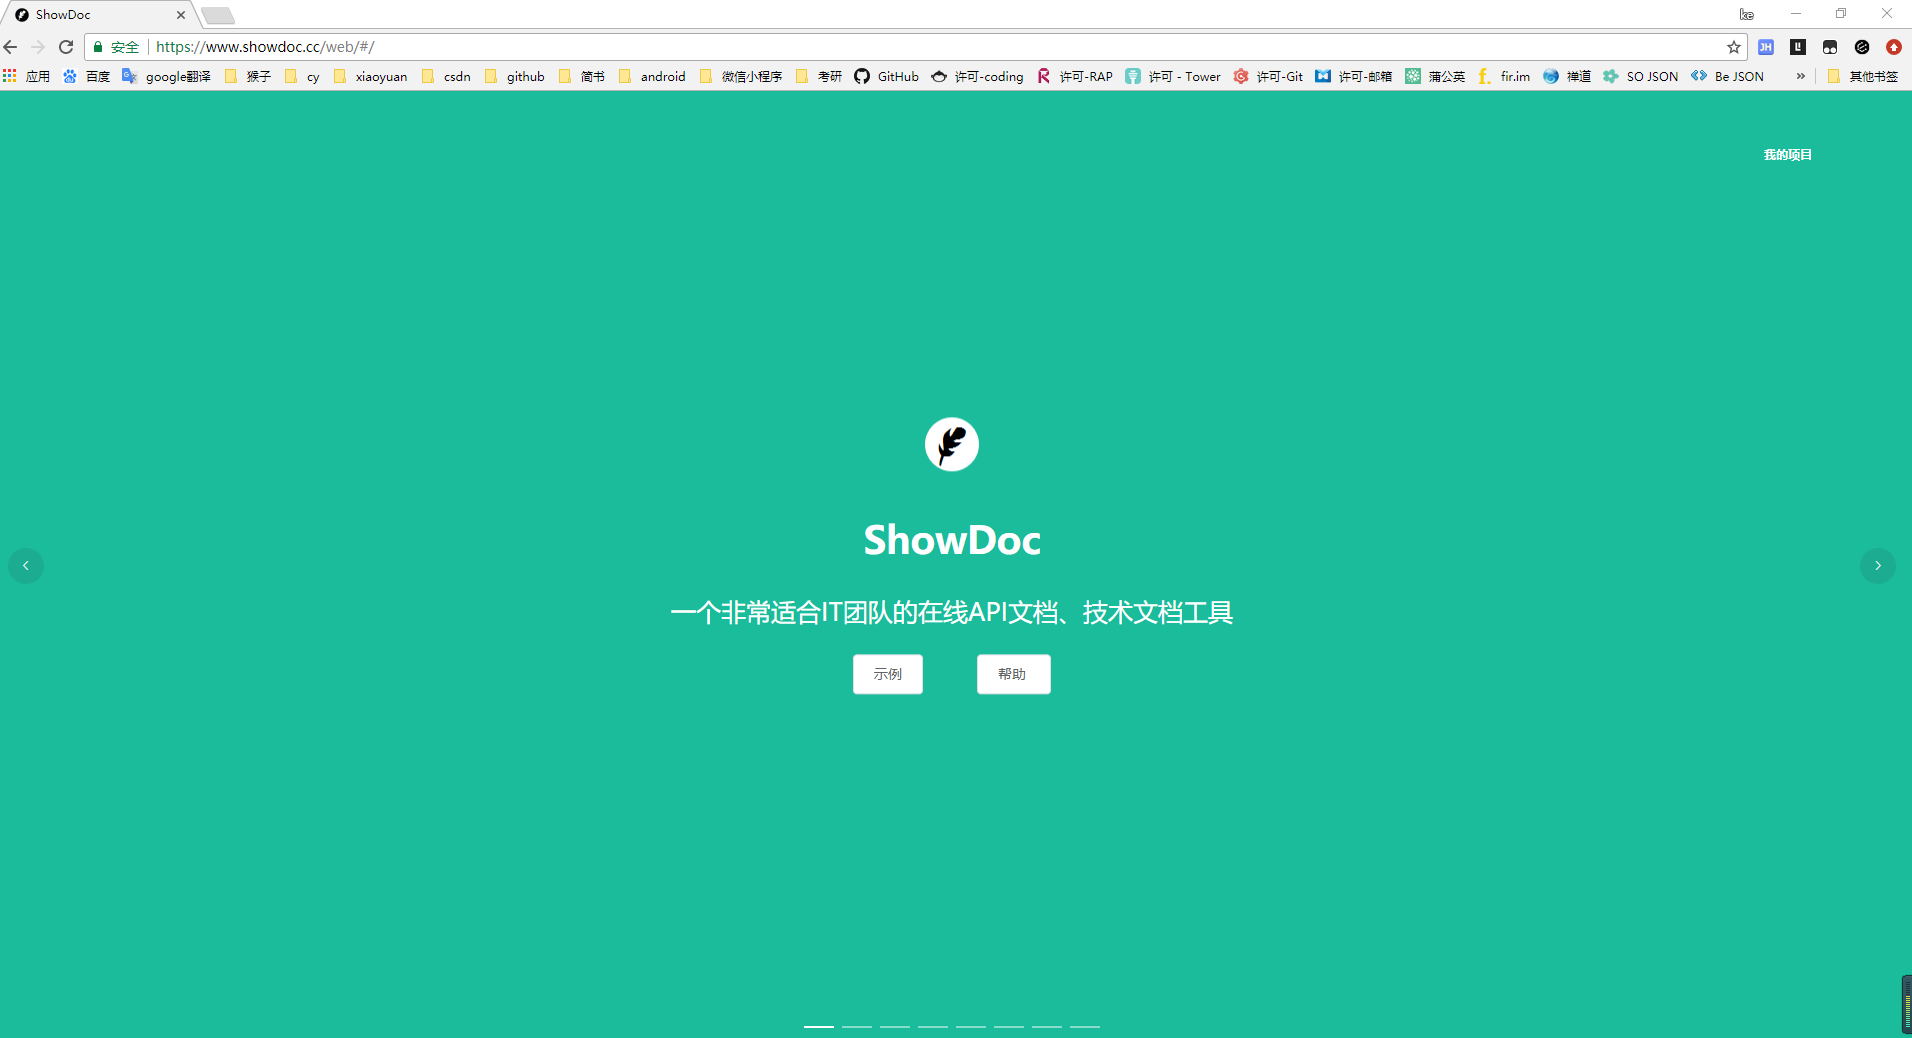 ShowDoc
ke
安全 https://www.showdoc.cc/web/#/
JH
应用 百度 google翻译 猴子 cy xiaoyuan csdn github 简书 android 微信小程序 考研 GitHub 许可-coding 许可-RAP 许可 - Tower 许可-Git 许可-邮箱 蒲公英 fir.im 禅道 SO JSON Be JSON » 其他书签
我的项目
ShowDoc
一个非常适合IT团队的在线API文档、技术文档工具
示例 帮助